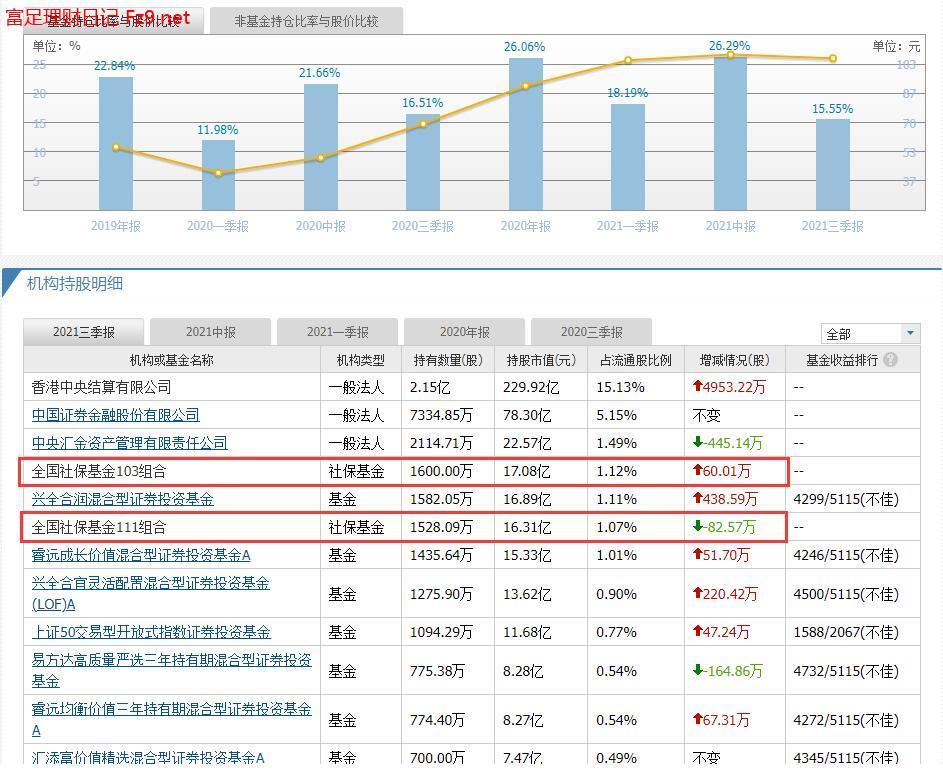 富足理财日记 Fz9.net
基金持仓比率与股价比较 非基金持仓比率与股价比较
单位：% 单位：元
22.84% 11.98% 21.66% 16.51% 26.06% 18.19% 26.29% 15.55%
25 103
20 87
15 70
10 53
5 37
2019年报 2020一季报 2020中报 2020三季报 2020年报 2021一季报 2021中报 2021三季报
机构持股明细
2021三季报 2021中报 2021一季报 2020年报 2020三季报 全部
机构或基金名称 机构类型 持有数量(股) 持股市值(元) 占流通股比例 增减情况(股) 基金收益排行 ?
香港中央结算有限公司 一般法人 2.15亿 229.92亿 15.13% ↑4953.22万 --
中国证券金融股份有限公司 一般法人 7334.85万 78.30亿 5.15% 不变 --
中央汇金资产管理有限责任公司 一般法人 2114.71万 22.57亿 1.49% ↓-445.14万 --
全国社保基金103组合 社保基金 1600.00万 17.08亿 1.12% ↑60.01万 --
兴全合润混合型证券投资基金 基金 1582.05万 16.89亿 1.11% ↑438.59万 4299/5115(不佳)
全国社保基金111组合 社保基金 1528.09万 16.31亿 1.07% ↓-82.57万 --
睿远成长价值混合型证券投资基金A 基金 1435.64万 15.33亿 1.01% ↑51.70万 4246/5115(不佳)
兴全合宜灵活配置混合型证券投资基金
(LOF)A 基金 1275.90万 13.62亿 0.90% ↑220.42万 4500/5115(不佳)
上证50交易型开放式指数证券投资基金 基金 1094.29万 11.68亿 0.77% ↑47.24万 1588/2067(不佳)
易方达高质量严选三年持有期混合型证券投资
基金 基金 775.38万 8.28亿 0.54% ↓-164.86万 4732/5115(不佳)
睿远均衡价值三年持有期混合型证券投资基金
A 基金 774.40万 8.27亿 0.54% ↑67.31万 4272/5115(不佳)
汇添富价值精选混合型证券投资基金A 基金 700.00万 7.47亿 0.49% 不变 4345/5115(不佳)